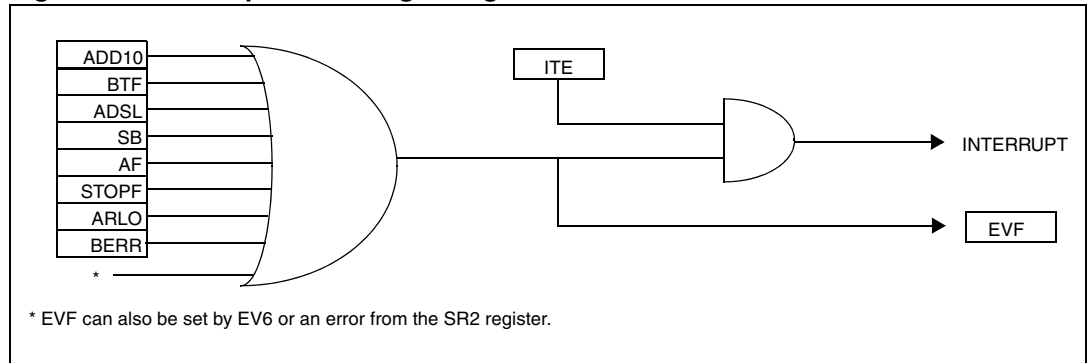 ADD10
BTF
ADSL
SB
AF
STOPF
ARLO
BERR
*
ITE
INTERRUPT
EVF
* EVF can also be set by EV6 or an error from the SR2 register.